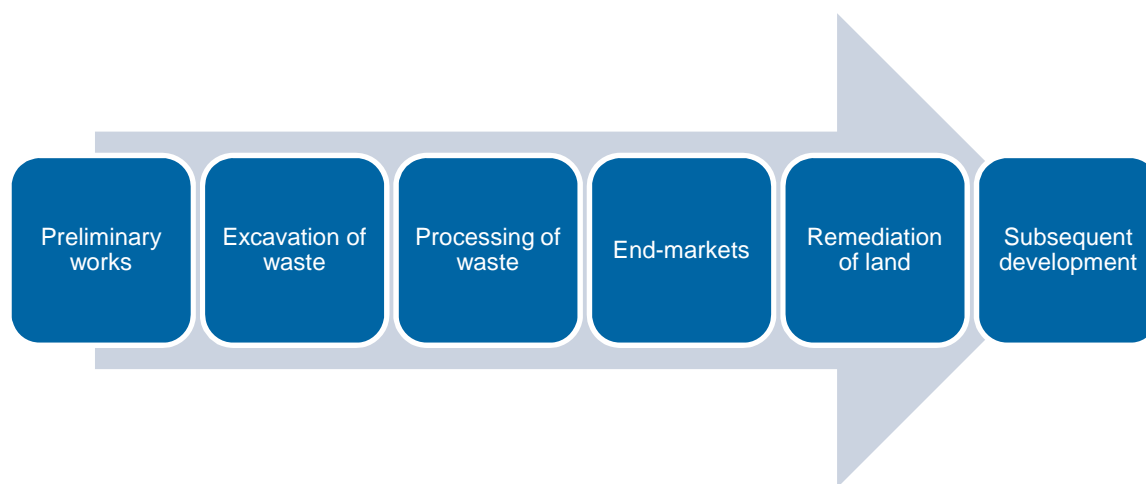 Preliminary
works
Excavation of
waste
Processing of
waste
End-markets
Remediation
of land
Subsequent
development